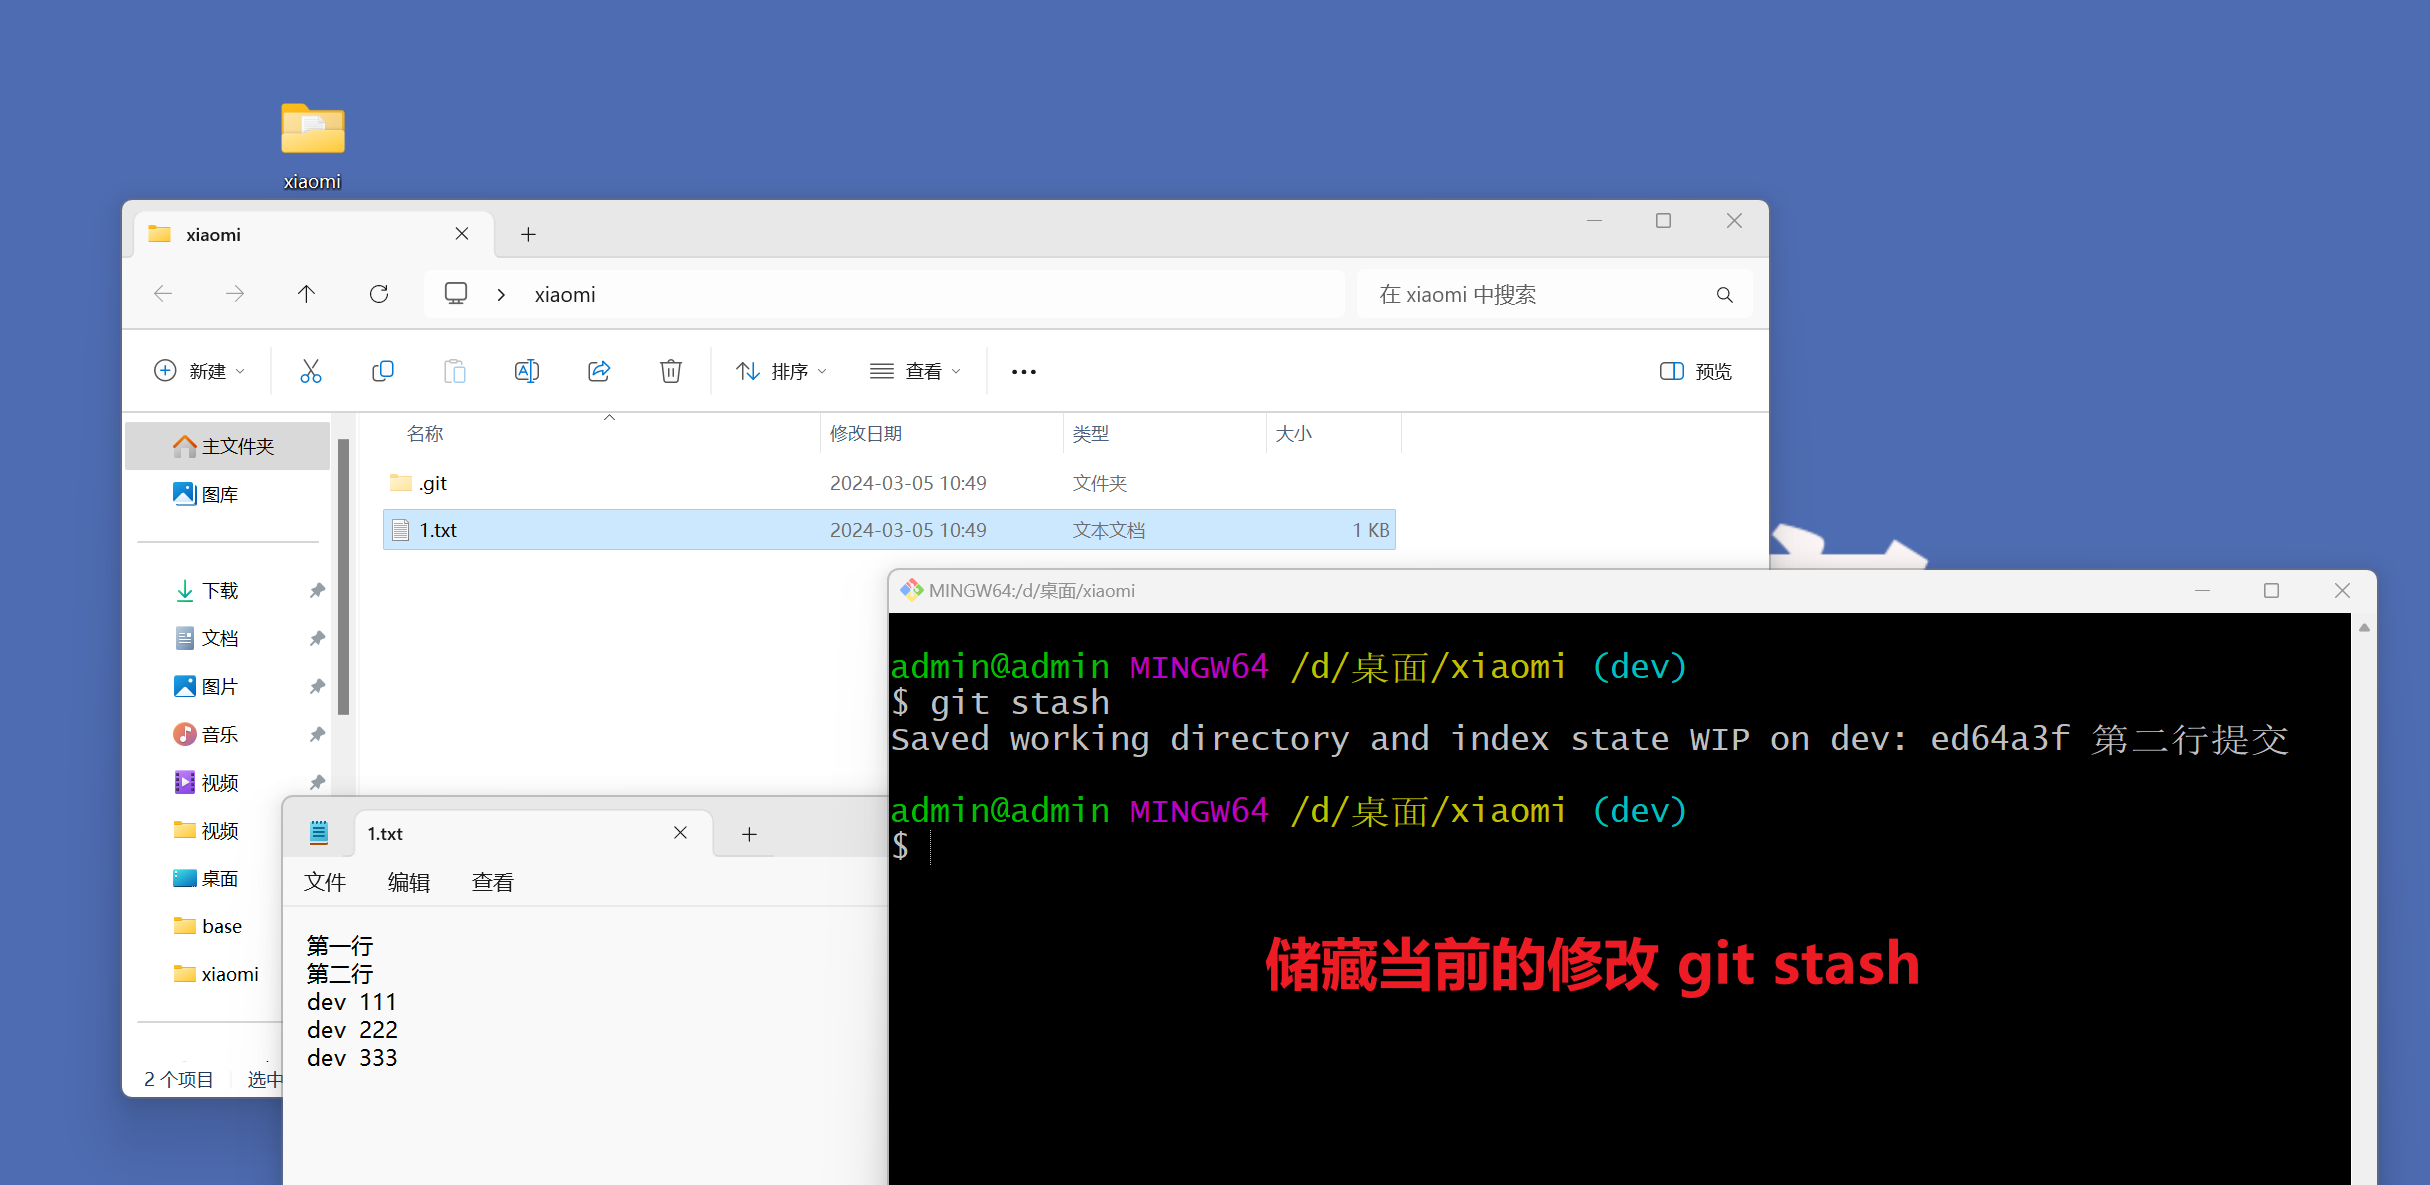 xiaomi
xiaomi
xiaomi
在 xiaomi 中搜索
新建
排序
查看
预览
名称
修改日期
类型
大小
主文件夹
图库
.git
2024-03-05 10:49
文件夹
1.txt
2024-03-05 10:49
文本文档
1 KB
下载
文档
图片
音乐
视频
视频
桌面
base
xiaomi
2 个项目
选中
1.txt
文件
编辑
查看
第一行
第二行
dev 111
dev 222
dev 333
MINGW64:/d/桌面/xiaomi
admin@admin MINGW64 /d/桌面/xiaomi (dev)
$ git stash
Saved working directory and index state WIP on dev: ed64a3f 第二行提交
admin@admin MINGW64 /d/桌面/xiaomi (dev)
$
储藏当前的修改 git stash